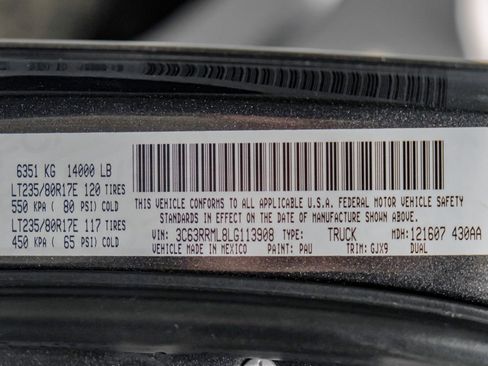 6351 KG 14000 LB
LT235/80R17E 120 TIRES
550 KPA ( 80 PSI) COLD
LT235/80R17E 117 TIRES
450 KPA ( 65 PSI) COLD
THIS VEHICLE CONFORMS TO ALL APPLICABLE U.S.A. FEDERAL MOTOR VEHICLE SAFETY
STANDARDS IN EFFECT ON THE DATE OF MANUFACTURE SHOWN ABOVE.
VIN: 3C63RRML8LG113908 TYPE: TRUCK MDH: 121607 430AA
VEHICLE MADE IN MEXICO PAINT: PAU TRIM: GJX9 DUAL